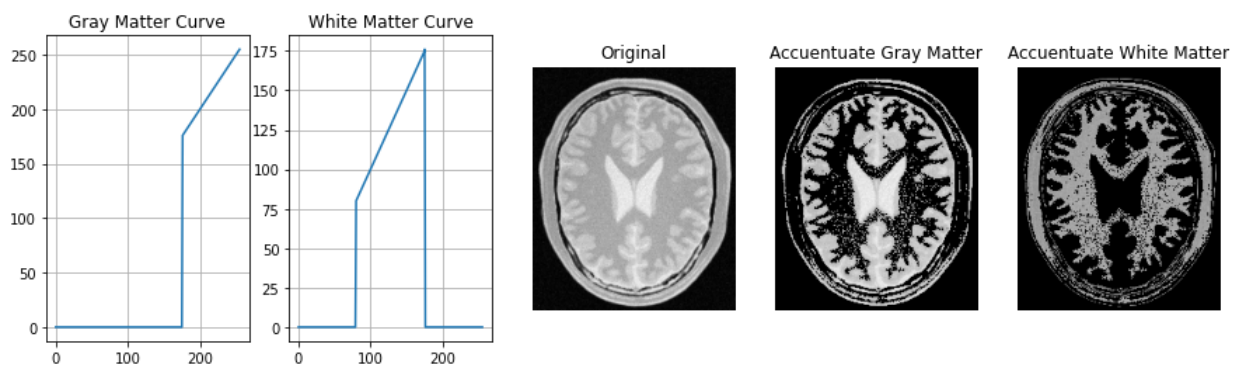 Gray Matter Curve
250
200
150
100
50
0
0 100 200
White Matter Curve
175
150
125
100
75
50
25
0
0 100 200
Original
Accuentuate Gray Matter
Accuentuate White Matter